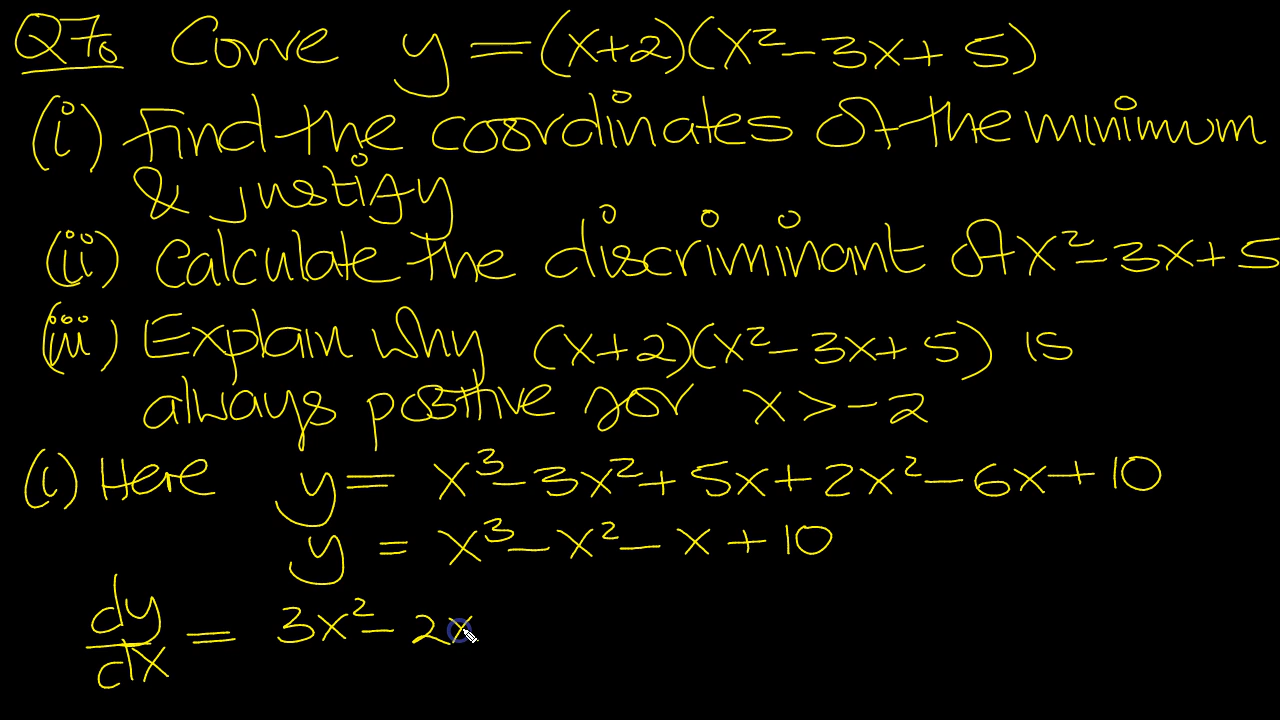 Q7. Curve y = (x+2)(x²-3x+5)
(i) Find the coordinates of the minimum
& justify
(ii) Calculate the discriminant of x²-3x+5
(iii) Explain why (x+2)(x²-3x+5) is
always positive for x>-2
(i) Here y = x³-3x²+5x+2x²-6x+10
y = x³-x²-x+10
dy/dx = 3x²-2x